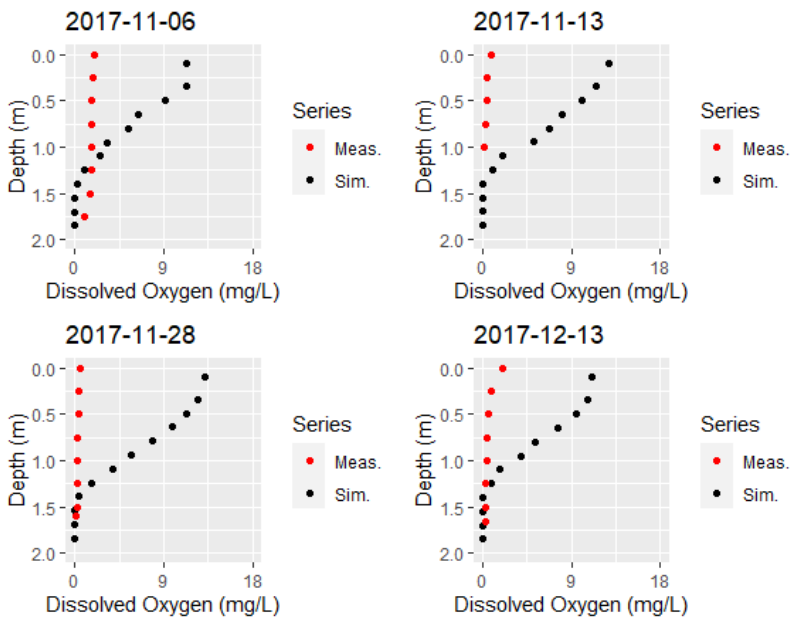 2017-11-06
0.0
0.5
1.0
1.5
2.0
Depth (m)
0 9 18
Dissolved Oxygen (mg/L)
Series
Meas.
Sim.
2017-11-13
0.0
0.5
1.0
1.5
2.0
Depth (m)
0 9 18
Dissolved Oxygen (mg/L)
Series
Meas.
Sim.
2017-11-28
0.0
0.5
1.0
1.5
2.0
Depth (m)
0 9 18
Dissolved Oxygen (mg/L)
Series
Meas.
Sim.
2017-12-13
0.0
0.5
1.0
1.5
2.0
Depth (m)
0 9 18
Dissolved Oxygen (mg/L)
Series
Meas.
Sim.